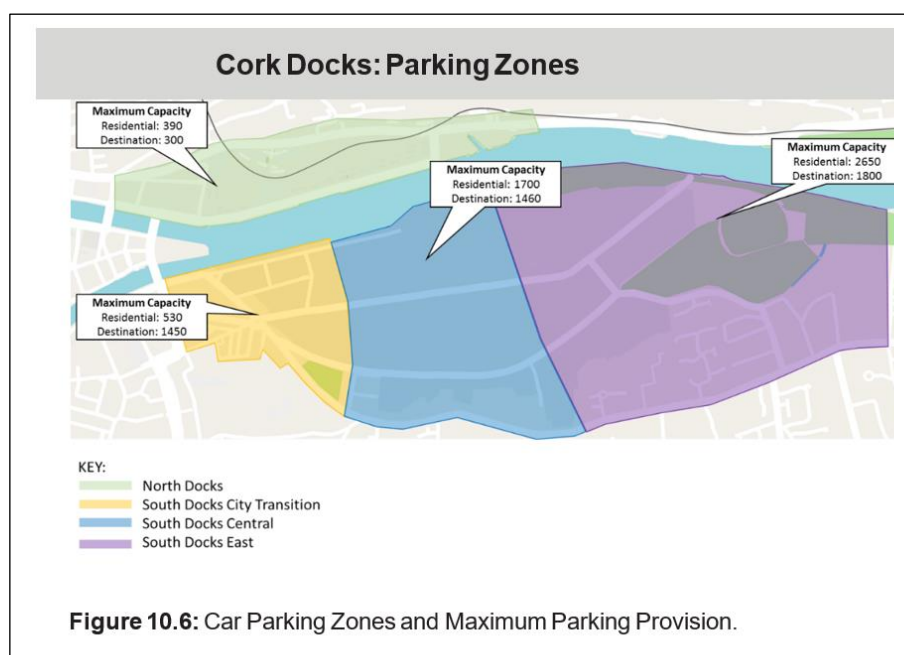 Cork Docks: Parking Zones
Maximum Capacity
Residential: 390
Destination: 300
Maximum Capacity
Residential: 1700
Destination: 1460
Maximum Capacity
Residential: 2650
Destination: 1800
Maximum Capacity
Residential: 530
Destination: 1450
KEY:
North Docks
South Docks City Transition
South Docks Central
South Docks East
Figure 10.6: Car Parking Zones and Maximum Parking Provision.